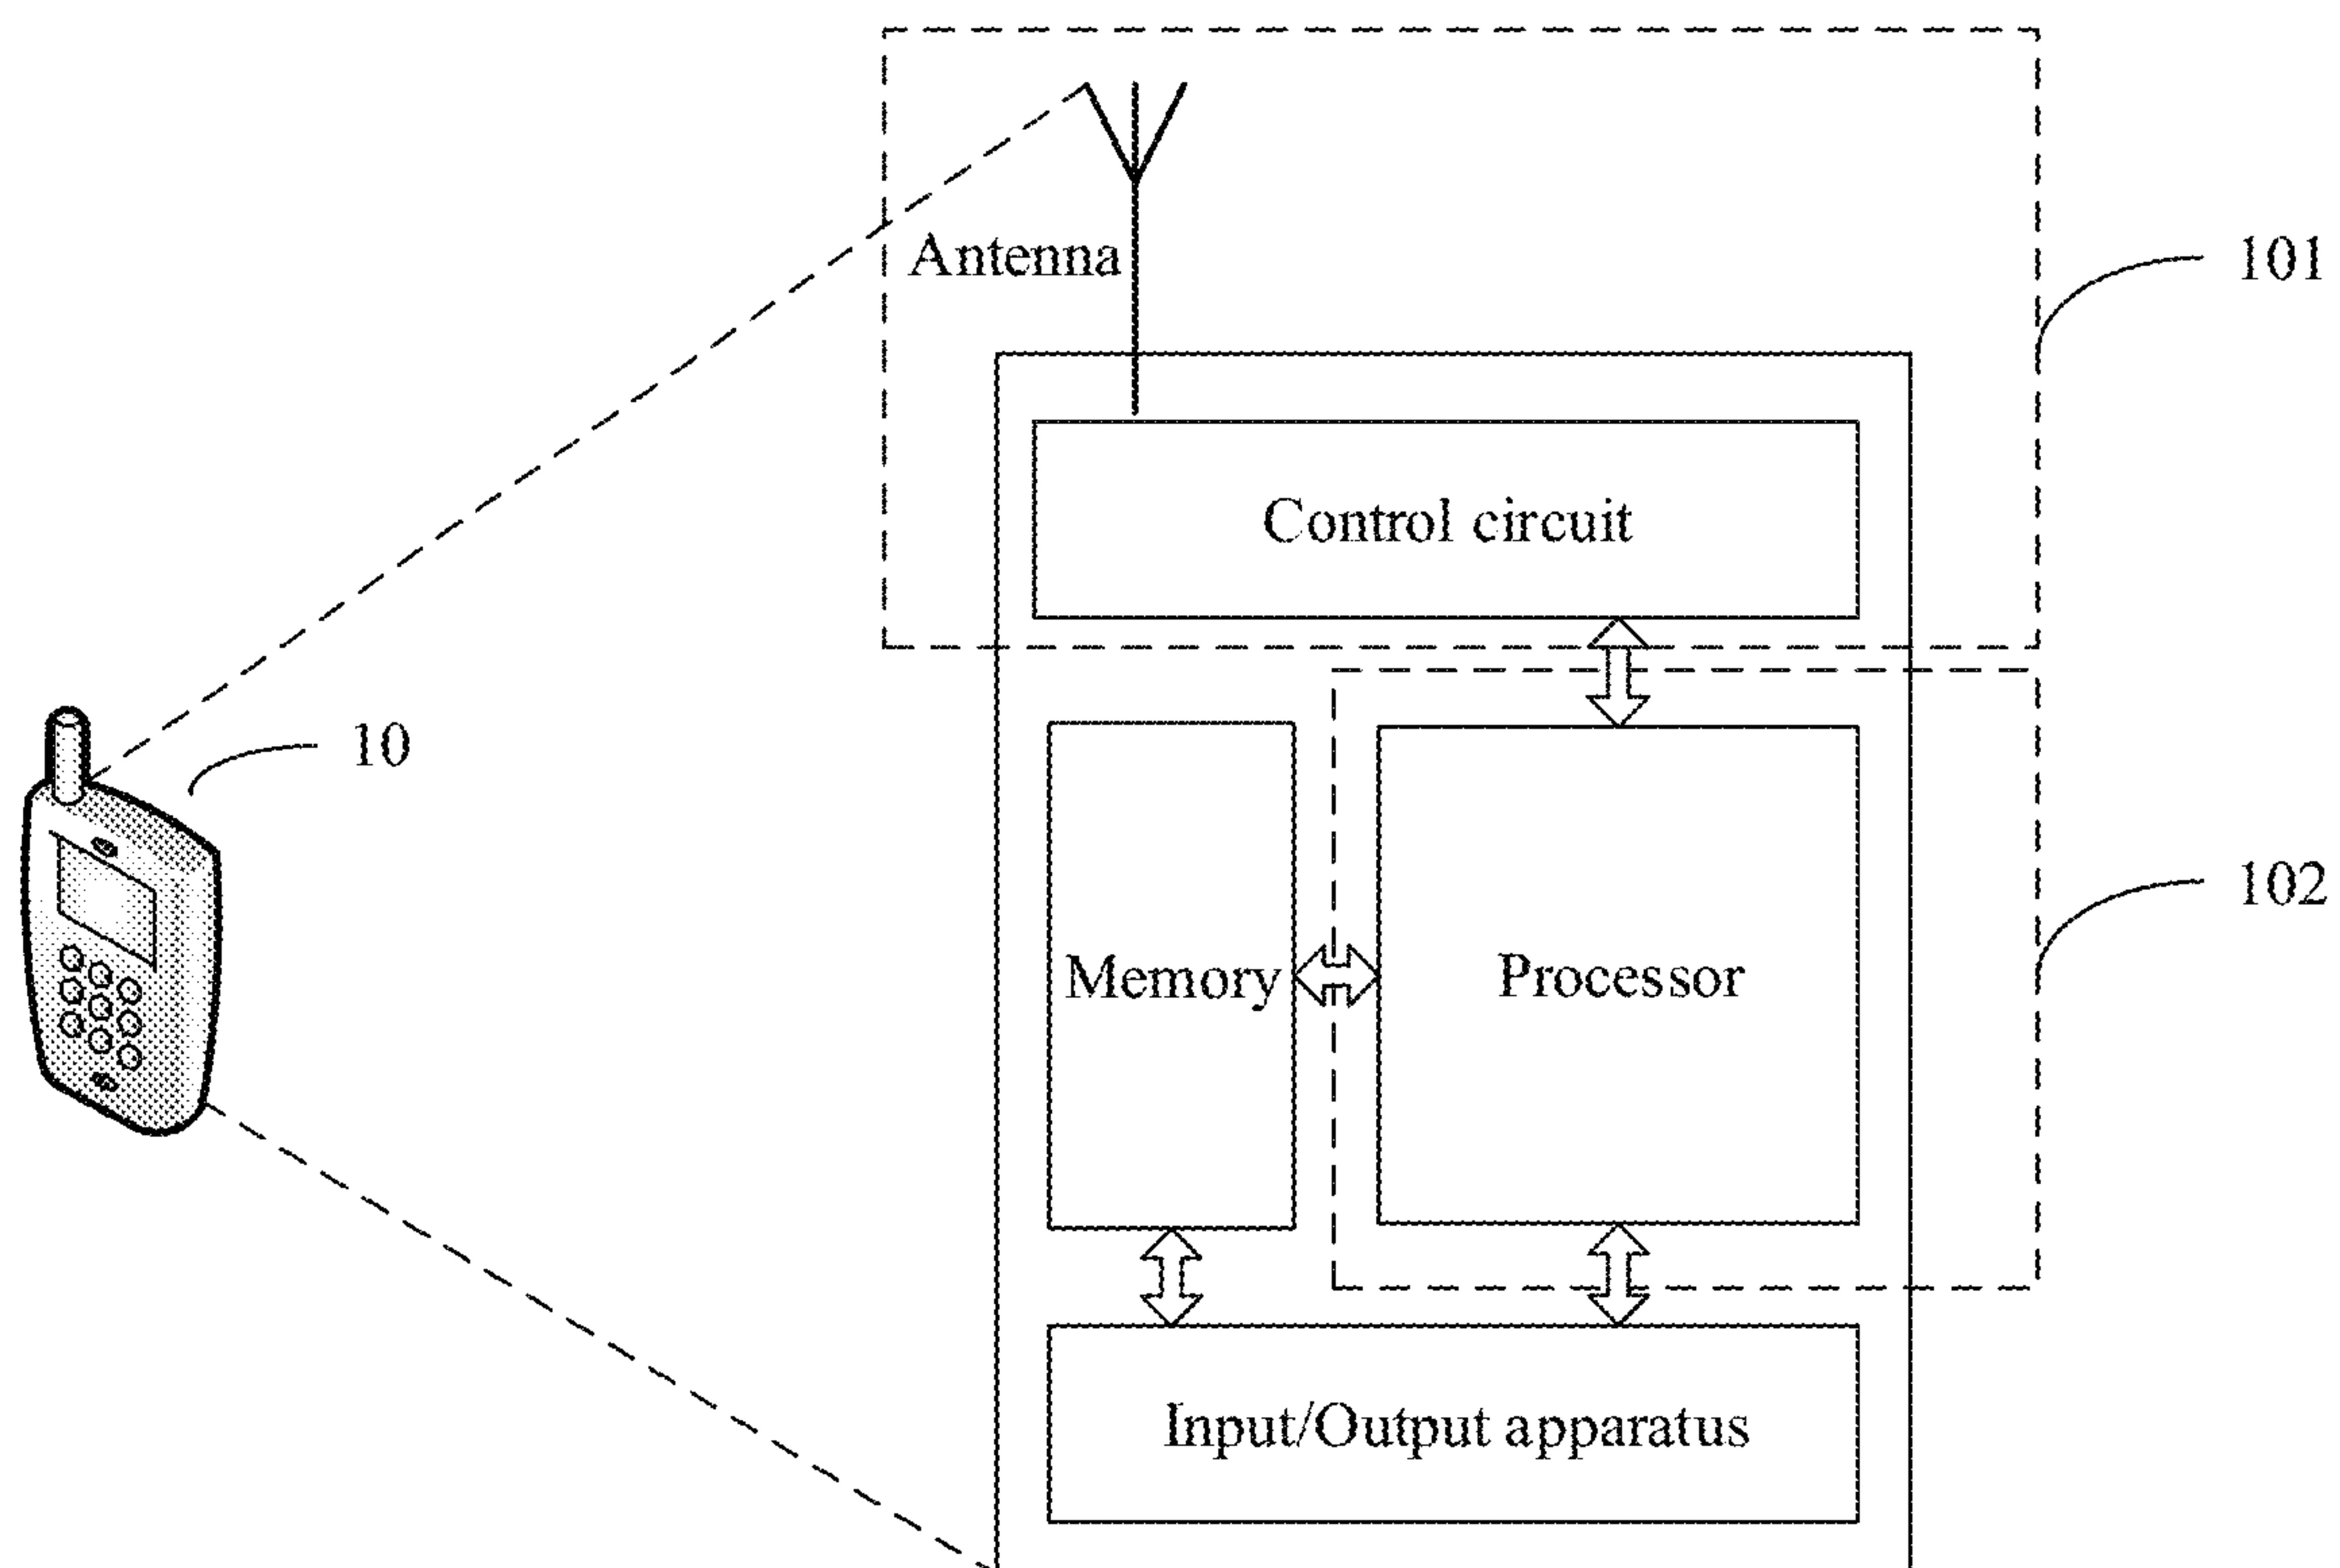 Antenna
101
Control circuit
10
102
Memory
Processor
Input/Output apparatus